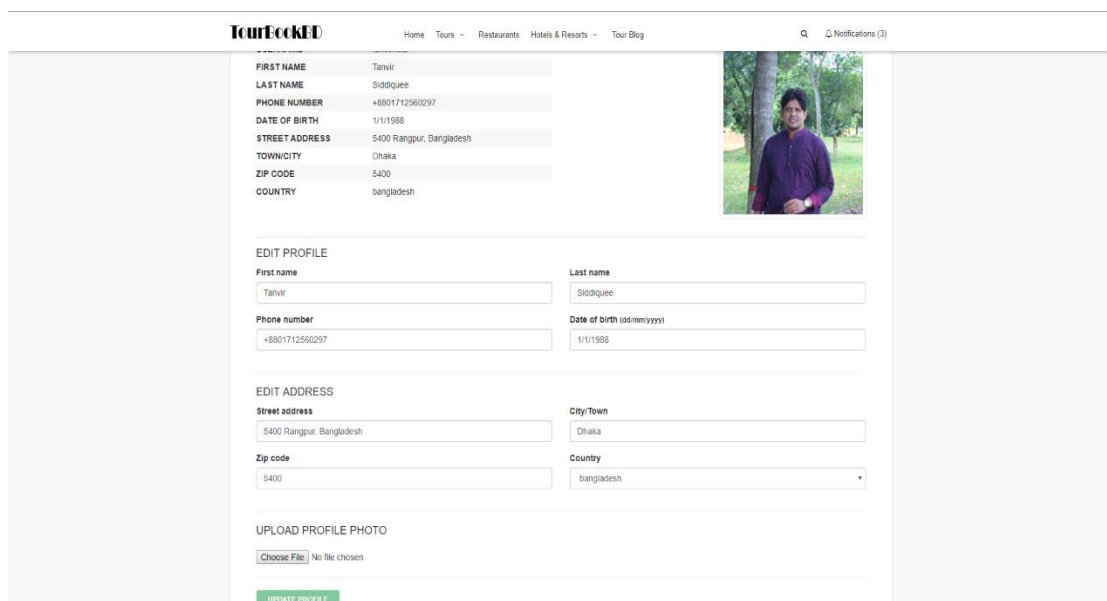 TourBookBD Home Tours Restaurants Hotels & Resorts Tour Blog Notifications (3)
FIRST NAME Tanvir
LAST NAME Siddiquee
PHONE NUMBER +8801712560297
DATE OF BIRTH 1/1/1988
STREET ADDRESS 5400 Rangpur, Bangladesh
TOWN/CITY Dhaka
ZIP CODE 5400
COUNTRY bangladesh
EDIT PROFILE
First name Last name
Tanvir Siddiquee
Phone number Date of birth (dd/mm/yyyy)
+8801712560297 1/1/1988
EDIT ADDRESS
Street address City/Town
5400 Rangpur, Bangladesh Dhaka
Zip code Country
5400 bangladesh
UPLOAD PROFILE PHOTO
Choose File No file chosen
UPDATE PROFILE